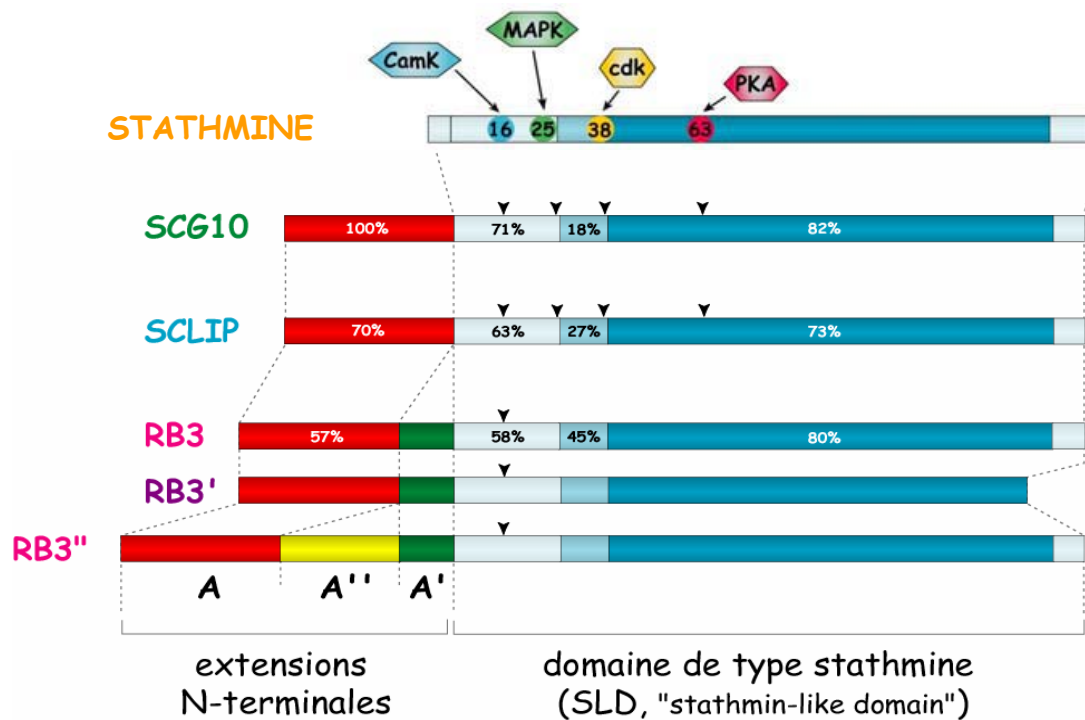 MAPK
CamK
cdk
PKA
STATHMINE
16 25 38 63
SCG10
100% 71% 18% 82%
SCLIP
70% 63% 27% 73%
RB3
57% 58% 45% 80%
RB3'
RB3"
A A'' A'
extensions
N-terminales
domaine de type stathmine
(SLD, "stathmin-like domain")